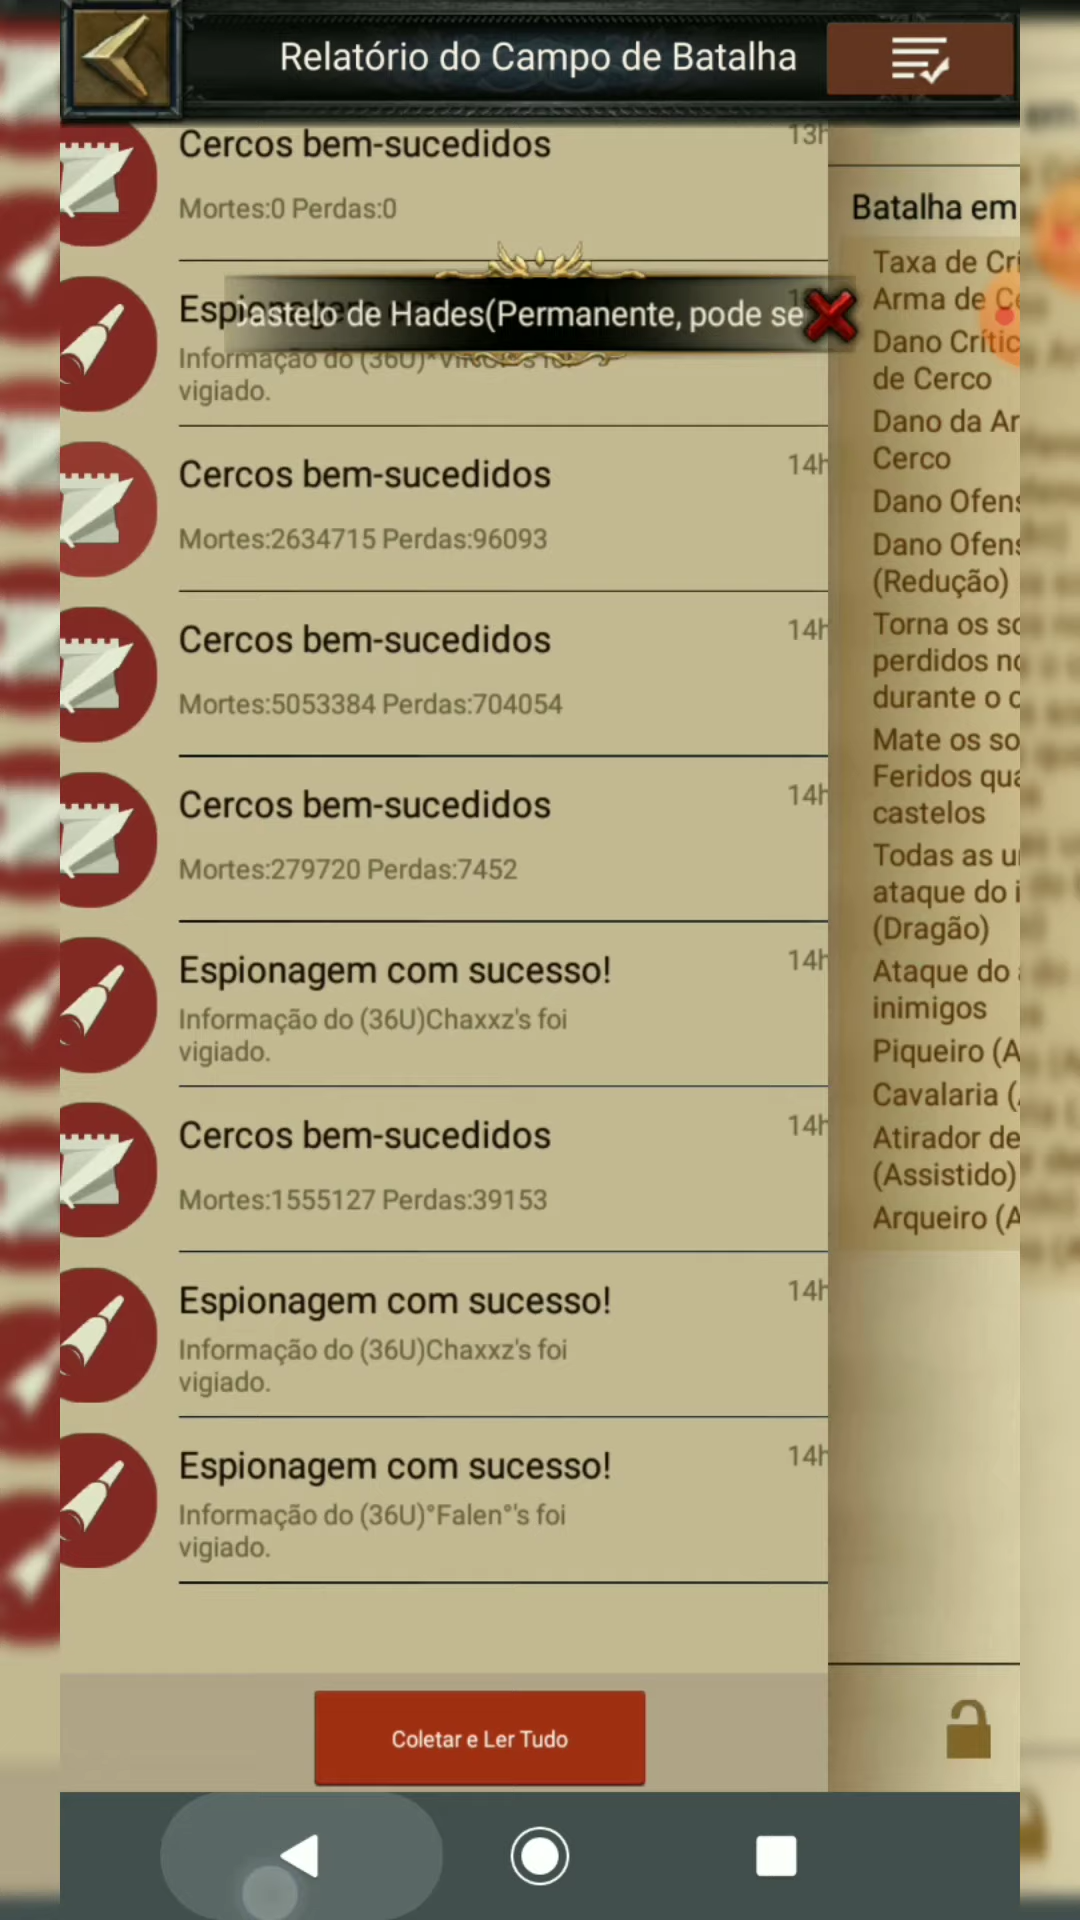 Relatório do Campo de Batalha
Cercos bem-sucedidos
13h
Mortes:0 Perdas:0
Castelo de Hades(Permanente, pode se
Informação do (36U)
vigiado.
Cercos bem-sucedidos
14h
Mortes:2634715 Perdas:96093
Cercos bem-sucedidos
14h
Mortes:5053384 Perdas:704054
Cercos bem-sucedidos
14h
Mortes:279720 Perdas:7452
Espionagem com sucesso!
14h
Informação do (36U)Chaxxz's foi
vigiado.
Cercos bem-sucedidos
14h
Mortes:1555127 Perdas:39153
Espionagem com sucesso!
14h
Informação do (36U)Chaxxz's foi
vigiado.
Espionagem com sucesso!
14h
Informação do (36U)°Falen°'s foi
vigiado.
Coletar e Ler Tudo
Batalha em
Taxa de Crí
Arma de Ce
Dano Crític
de Cerco
Dano da Ar
Cerco
Dano Ofens
Dano Ofens
(Redução)
Torna os so
perdidos no
durante o c
Mate os so
Feridos qua
castelos
Todas as u
ataque do i
(Dragão)
Ataque do
inimigos
Piqueiro (A
Cavalaria (
Atirador de
(Assistido)
Arqueiro (A